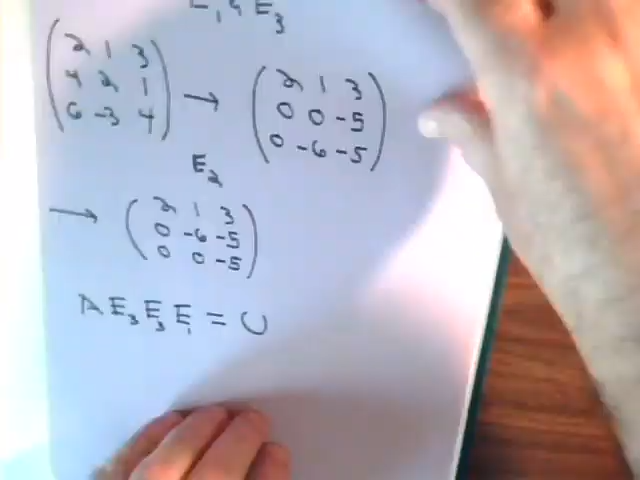 E₁, E₃
( 2 1 3 ) → ( 2 1 3 )
( 4 2 1 ) ( 0 0 -5 )
( 6 -3 4 ) ( 0 -6 -5 )
E₂
→ ( 2 1 3 )
( 0 -6 -5 )
( 0 0 -5 )
A E₃ E₃ E₁ = U